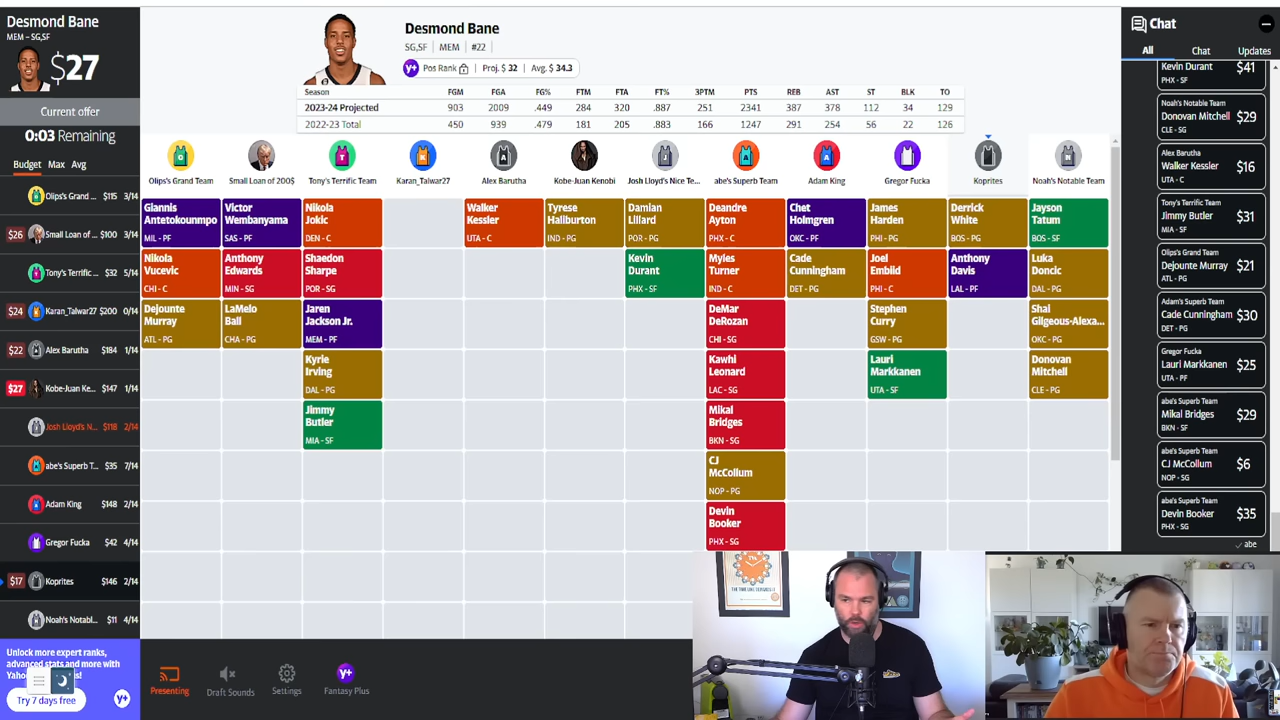 Desmond Bane
MEM – SG,SF
$27
Current offer
0:03 Remaining
Budget Max Avg
Olips's Grand ... $15 3/14
$26 Small Loan of ... $100 3/14
Tony's Terrific ... $32 5/14
$24 Karan_Talwar27 $200 0/14
$22 Alex Barutha $184 1/14
$27 Kobe-Juan Ke... $147 1/14
Josh Lloyd's N... $118 2/14
abe's Superb T... $35 7/14
Adam King $148 2/14
Gregor Fucka $42 4/14
$17 Koprites $146 2/14
Noah's Notabl... $11 4/14
Unlock more expert ranks,
advanced stats and more with
Try 7 days free
y+
Desmond Bane
SG,SF MEM #22
y+ Pos Rank Proj. $ 32 Avg. $ 34.3
Season FGM FGA FG% FTM FTA FT% 3PTM PTS REB AST ST BLK TO
2023-24 Projected 903 2009 .449 284 320 .887 251 2341 387 378 112 34 129
2022-23 Total 450 939 .479 181 205 .883 166 1247 291 254 56 22 126
Olips's Grand Team Small Loan of 200$ Tony's Terrific Team Karan_Talwar27 Alex Barutha Kobe-Juan Kenobi Josh Lloyd's Nice Te... abe's Superb Team Adam King Gregor Fucka Koprites Noah's Notable Team
Giannis Victor Nikola Walker Tyrese Damian Deandre Chet James Derrick Jayson
Antetokounmpo Wembanyama Jokic Kessler Haliburton Lillard Ayton Holmgren Harden White Tatum
MIL - PF SAS - PF DEN - C UTA - C IND - PG POR - PG PHX - C OKC - PF PHI - PG BOS - PG BOS - SF
Nikola Anthony Shaedon Kevin Myles Cade Joel Anthony Luka
Vucevic Edwards Sharpe Durant Turner Cunningham Embiid Davis Doncic
CHI - C MIN - SG POR - SG PHX - SF IND - C DET - PG PHI - C LAL - PF DAL - PG
Dejounte LaMelo Jaren DeMar Stephen Shai
Murray Ball Jackson Jr. DeRozan Curry Gilgeous-Alexa...
ATL - PG CHA - PG MEM - PF CHI - SG GSW - PG OKC - PG
Kyrie Kawhi Lauri Donovan
Irving Leonard Markkanen Mitchell
DAL - PG LAC - SG UTA - SF CLE - PG
Jimmy Mikal
Butler Bridges
MIA - SF BKN - SG
CJ
McCollum
NOP - PG
Devin
Booker
PHX - SG
Presenting Draft Sounds Settings Fantasy Plus
Chat
All Chat Updates
Kevin Durant $41
PHX - SF
Noah's Notable Team
Donovan Mitchell $29
CLE - SG
Alex Barutha
Walker Kessler $16
UTA - C
Tony's Terrific Team
Jimmy Butler $31
MIA - SF
Olips's Grand Team
Dejounte Murray $21
ATL - PG
Adam's Superb Team
Cade Cunningham $30
DET - PG
Gregor Fucka
Lauri Markkanen $25
UTA - PF
abe's Superb Team
Mikal Bridges $29
BKN - SF
abe's Superb Team
CJ McCollum $6
NOP - SG
abe's Superb Team
Devin Booker $35
PHX - SG
abe